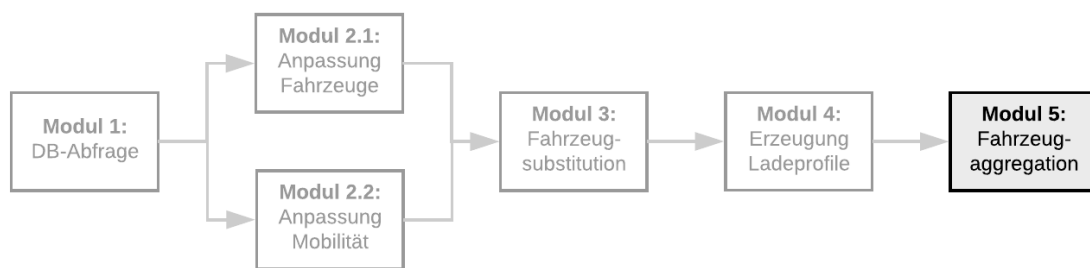 Modul 1:
DB-Abfrage
Modul 2.1:
Anpassung
Fahrzeuge
Modul 2.2:
Anpassung
Mobilität
Modul 3:
Fahrzeug-
substitution
Modul 4:
Erzeugung
Ladeprofile
Modul 5:
Fahrzeug-
aggregation